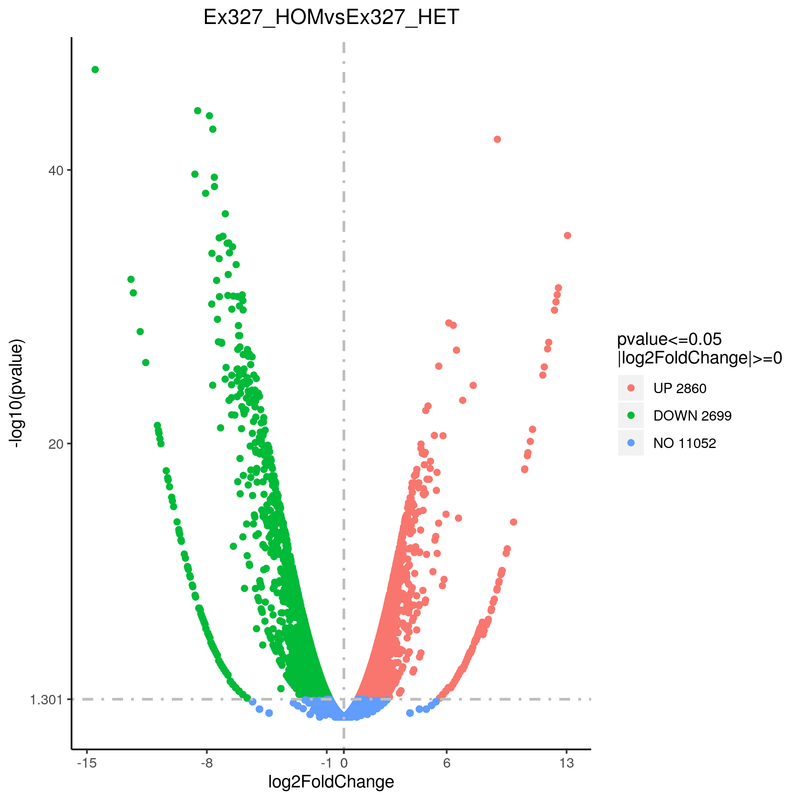 Ex327_HOMvsEx327_HET
40
20
1.301
-log10(pvalue)
-15
-8
-1
0
6
13
log2FoldChange
pvalue<=0.05
|log2FoldChange|>=0
UP 2860
DOWN 2699
NO 11052